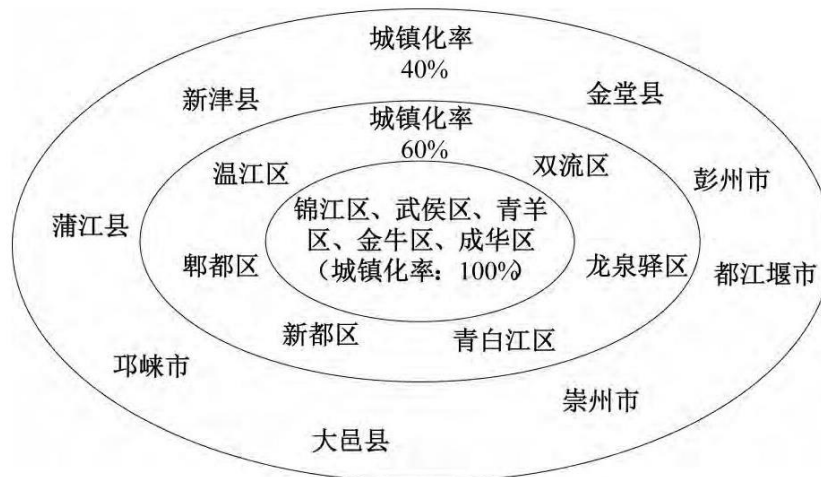 城镇化率
40%
新津县
金堂县
城镇化率
60%
温江区
双流区
彭州市
锦江区、武侯区、青羊
区、金牛区、成华区
（城镇化率：100%）
蒲江县
郫都区
龙泉驿区
都江堰市
新都区
青白江区
邛崃市
崇州市
大邑县